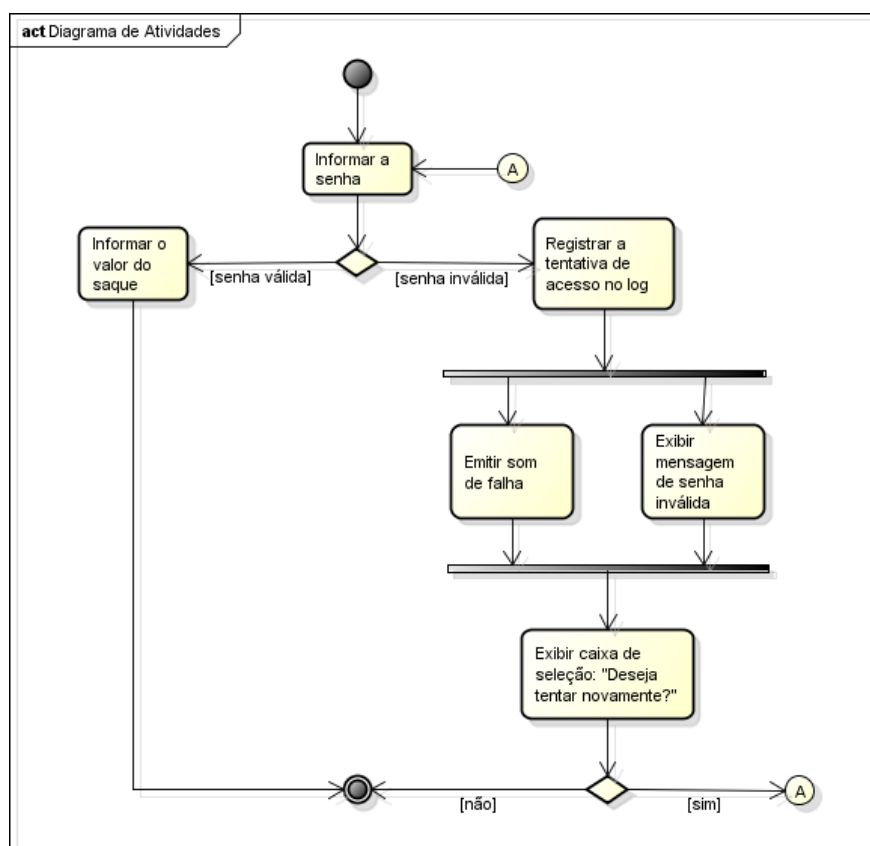 act Diagrama de Atividades
Informar a
senha
A
Informar o
valor do
saque
[senha válida]
[senha inválida]
Registrar a
tentativa de
acesso no log
Emitir som
de falha
Exibir
mensagem
de senha
inválida
Exibir caixa de
seleção: "Deseja
tentar novamente?"
[não]
[sim]
A